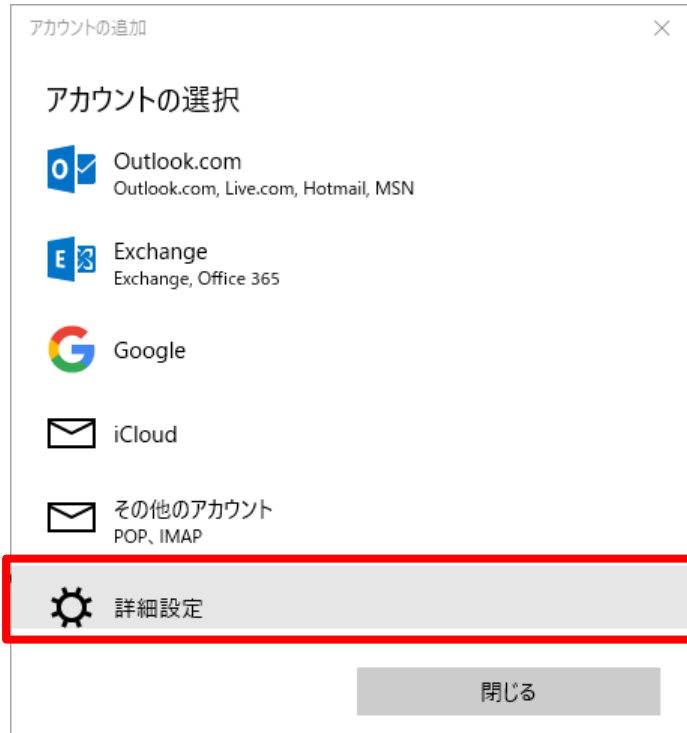 アカウントの追加
アカウントの選択
Outlook.com
Outlook.com, Live.com, Hotmail, MSN
Exchange
Exchange, Office 365
Google
iCloud
その他のアカウント
POP、IMAP
詳細設定
閉じる